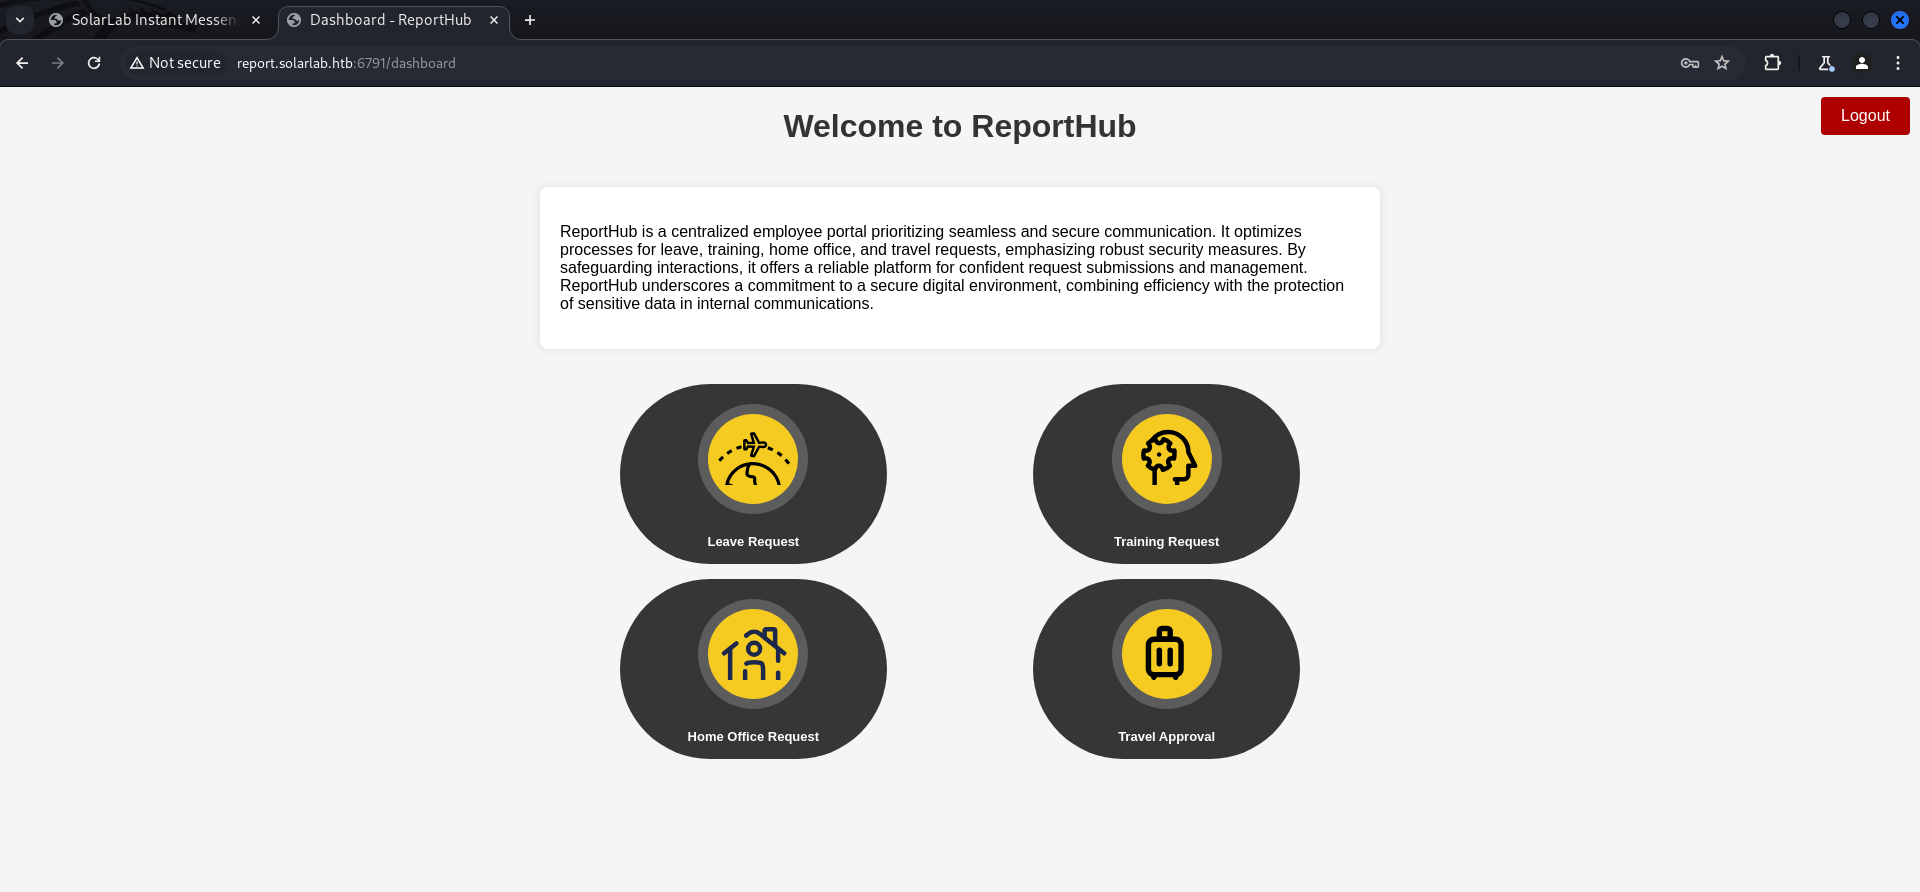 SolarLab Instant Messen
Dashboard - ReportHub
Not secure
report.solarlab.htb:6791/dashboard
Logout
Welcome to ReportHub
ReportHub is a centralized employee portal prioritizing seamless and secure communication. It optimizes
processes for leave, training, home office, and travel requests, emphasizing robust security measures. By
safeguarding interactions, it offers a reliable platform for confident request submissions and management.
ReportHub underscores a commitment to a secure digital environment, combining efficiency with the protection
of sensitive data in internal communications.
Leave Request
Training Request
Home Office Request
Travel Approval